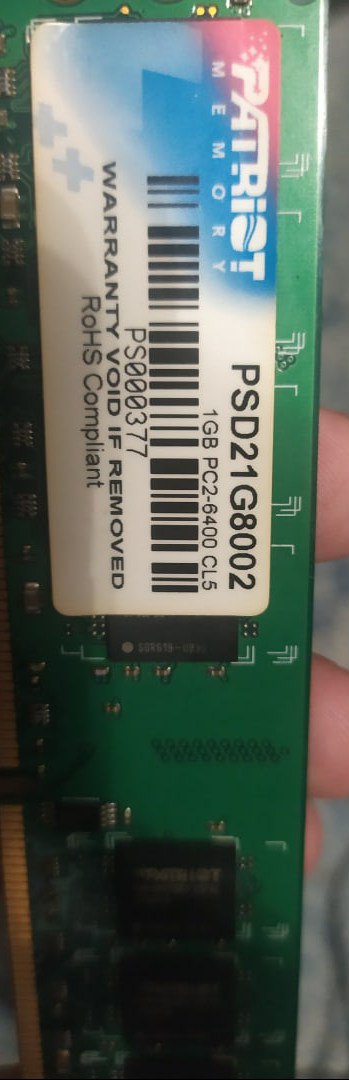 PATRIOT
MEMORY
PSD21G8002
1GB PC2-6400 CL5
PS000377
WARRANTY VOID IF REMOVED
RoHS Compliant